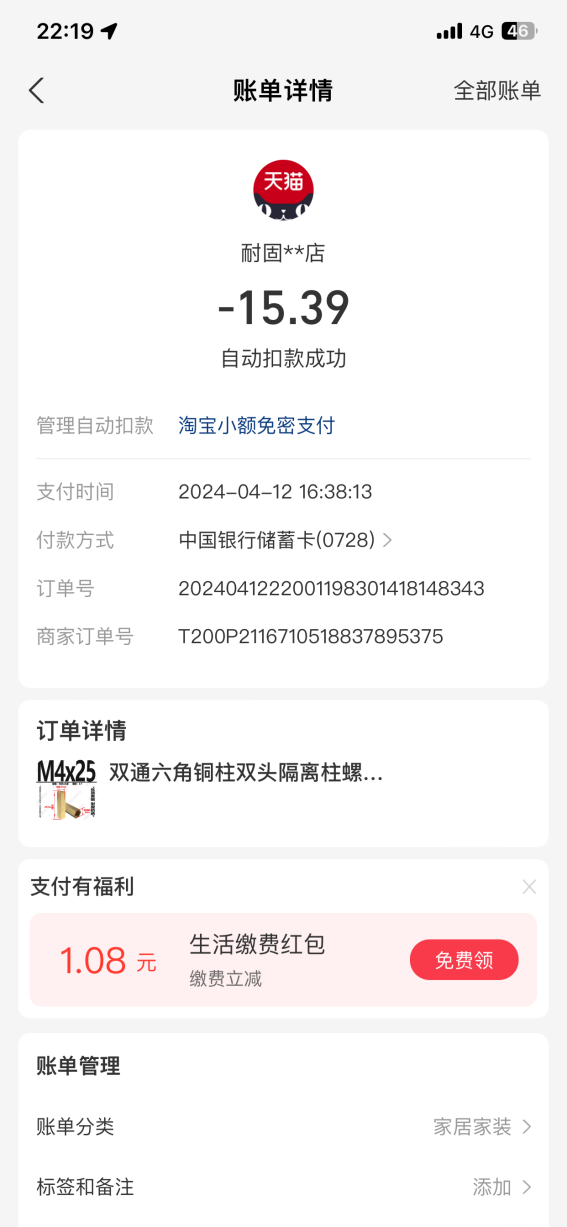 22:19
4G 46
账单详情
全部账单
天猫
耐固**店
-15.39
自动扣款成功
管理自动扣款 淘宝小额免密支付
支付时间 2024-04-12 16:38:13
付款方式 中国银行储蓄卡(0728)
订单号 2024041222001198301418148343
商家订单号 T200P2116710518837895375
订单详情
M4x25
双通六角铜柱双头隔离柱螺...
支付有福利
1.08 元
生活缴费红包
缴费立减
免费领
账单管理
账单分类 家居家装
标签和备注 添加